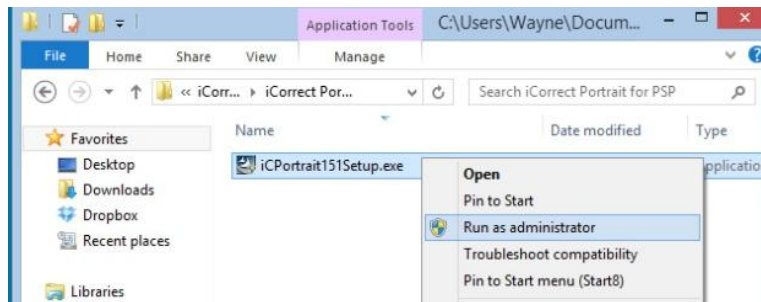 Application Tools C:\Users\Wayne\Docum...
File Home Share View Manage
« iCorr... iCorrect Por... Search iCorrect Portrait for PSP
Favorites Name Date modified Type
Desktop iCPortrait151Setup.exe Open pplicatio
Downloads Pin to Start
Dropbox Run as administrator
Recent places Troubleshoot compatibility
Libraries Pin to Start menu (Start8)